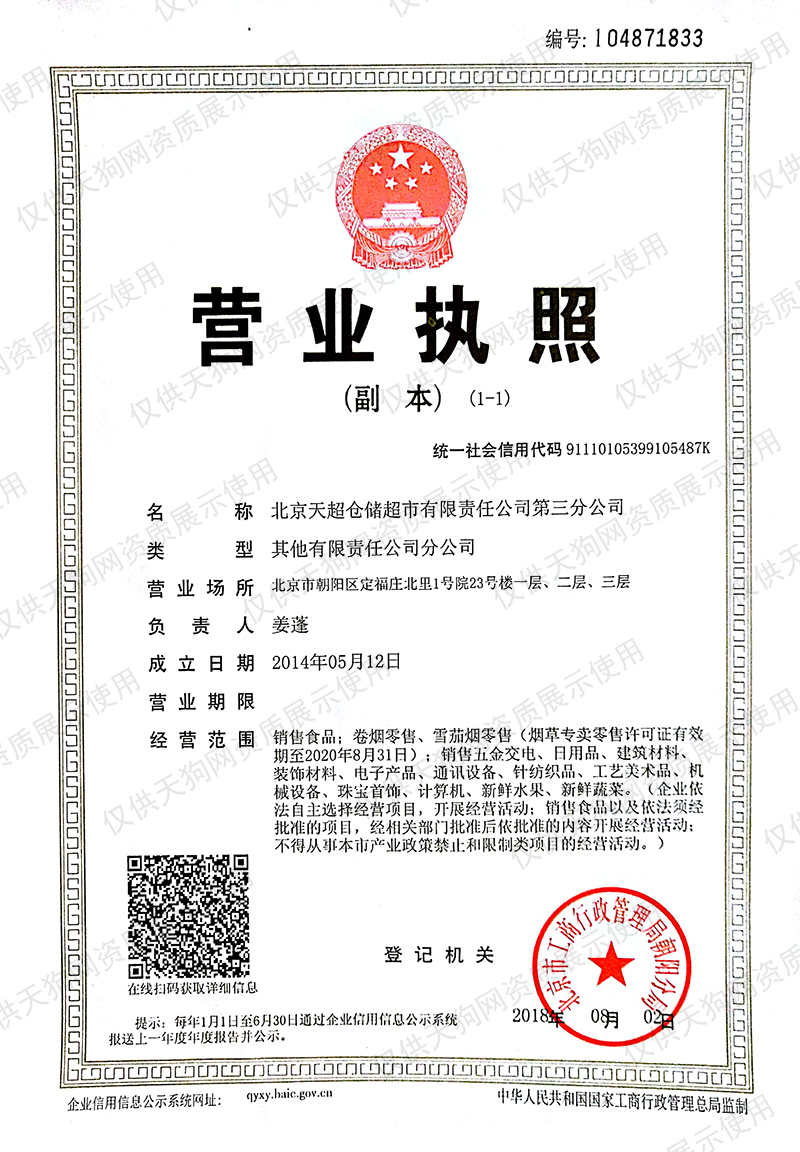 编号: 104871833
营业执照
(副 本) (1-1)
统一社会信用代码 91110105399105487K
名 称 北京天超仓储超市有限责任公司第三分公司
类 型 其他有限责任公司分公司
营业场所 北京市朝阳区定福庄北里1号院23号楼一层、二层、三层
负 责 人 姜蓬
成立日期 2014年05月12日
营业期限
经营范围 销售食品；卷烟零售、雪茄烟零售（烟草专卖零售许可证有效
期至2020年8月31日）；销售五金交电、日用品、建筑材料、
装饰材料、电子产品、通讯设备、针纺织品、工艺美术品、机
械设备、珠宝首饰、计算机、新鲜水果、新鲜蔬菜。（企业依
法自主选择经营项目，开展经营活动；销售食品以及依法须经
批准的项目，经相关部门批准后依批准的内容开展经营活动；
不得从事本市产业政策禁止和限制类项目的经营活动。）
在线扫码获取详细信息
登记机关
北京市工商行政管理局朝阳分局
2018年 08月 02日
提示：每年1月1日至6月30日通过企业信用信息公示系统
报送上一年度年度报告并公示。
企业信用信息公示系统网址： qyxy.baic.gov.cn
中华人民共和国国家工商行政管理总局监制
仅供天狗网资质展示使用